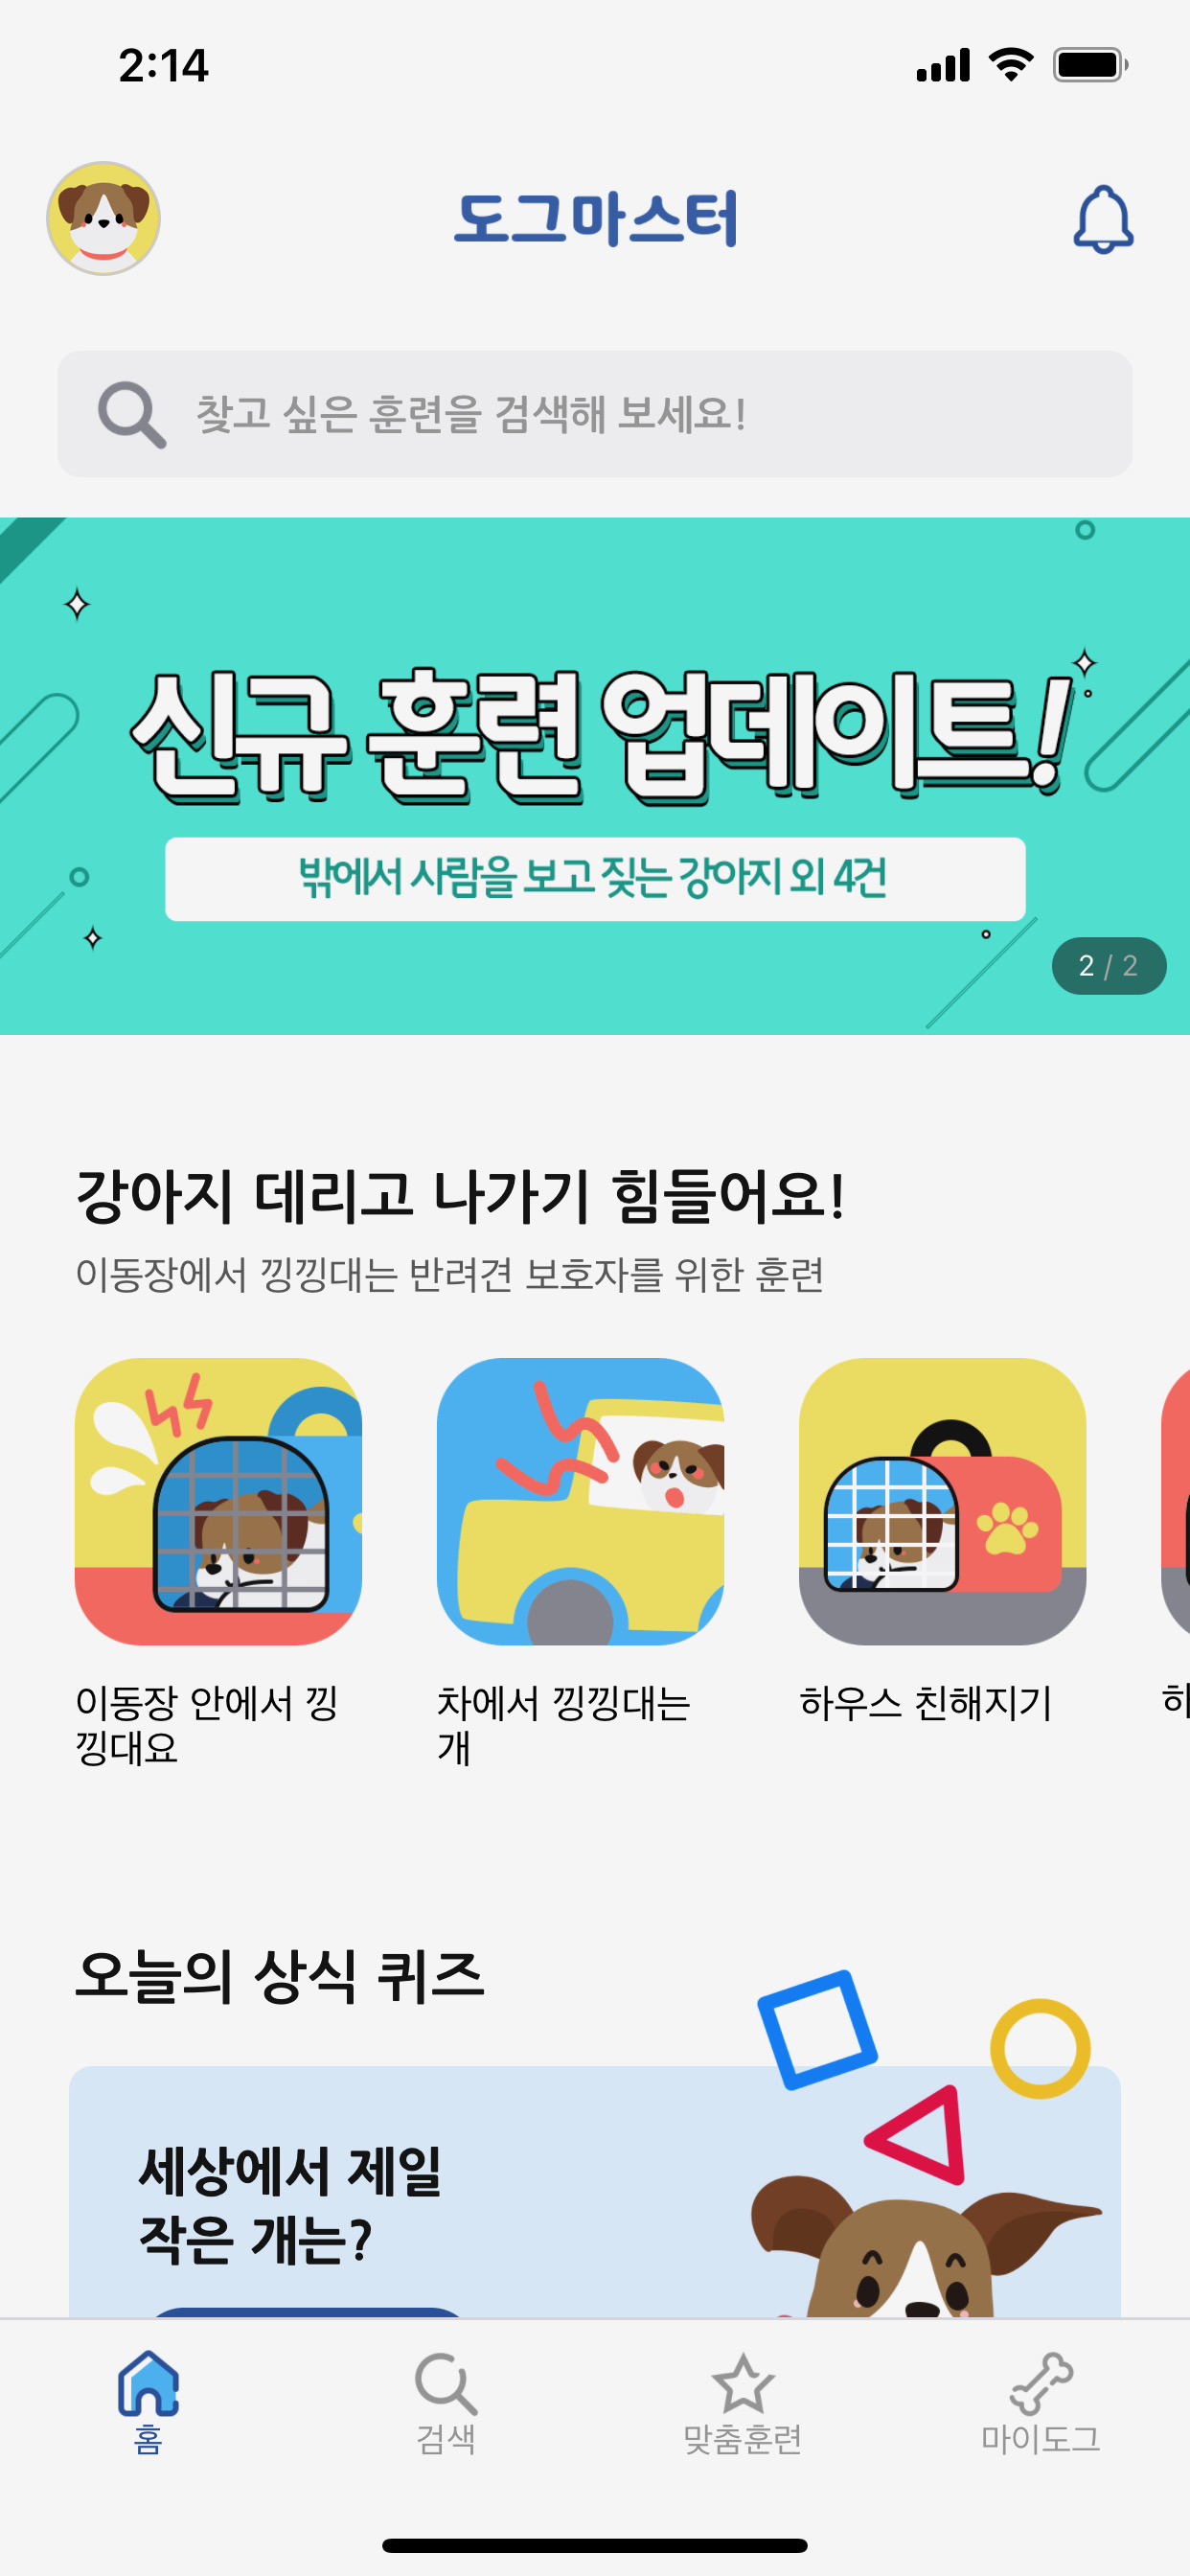 2:14
도그마스터
찾고 싶은 훈련을 검색해 보세요!
신규 훈련 업데이트!
밖에서 사람을 보고 짖는 강아지 외 4건
2 / 2
강아지 데리고 나가기 힘들어요!
이동장에서 낑낑대는 반려견 보호자를 위한 훈련
이동장 안에서 낑
낑대요
차에서 낑낑대는
개
하우스 친해지기
하
오늘의 상식 퀴즈
세상에서 제일
작은 개는?
홈
검색
맞춤훈련
마이도그